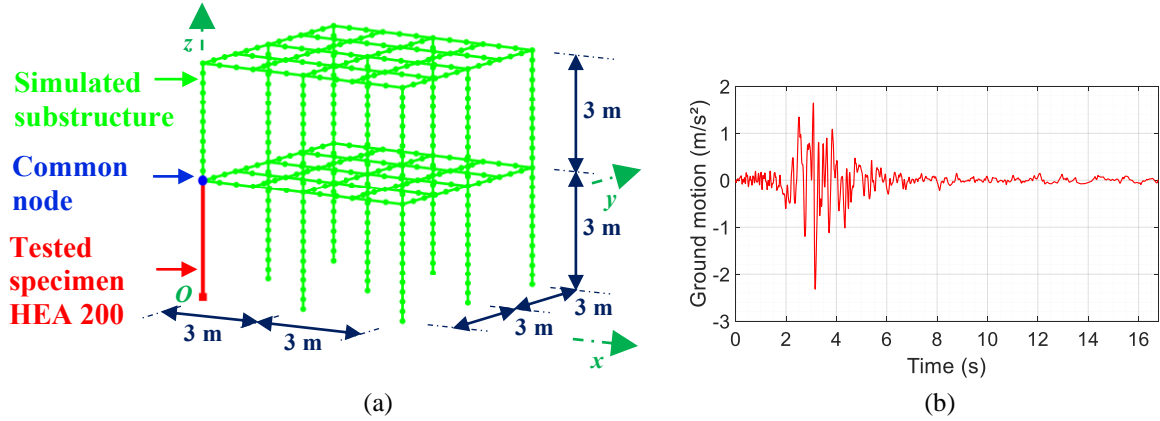 z
Simulated
substructure
Common
node
Tested
specimen
HEA 200
O
3 m
3 m
y
3 m
3 m
3 m
3 m
x
(a)
2
1
0
-1
-2
-3
Ground motion (m/s²)
0 2 4 6 8 10 12 14 16
Time (s)
(b)